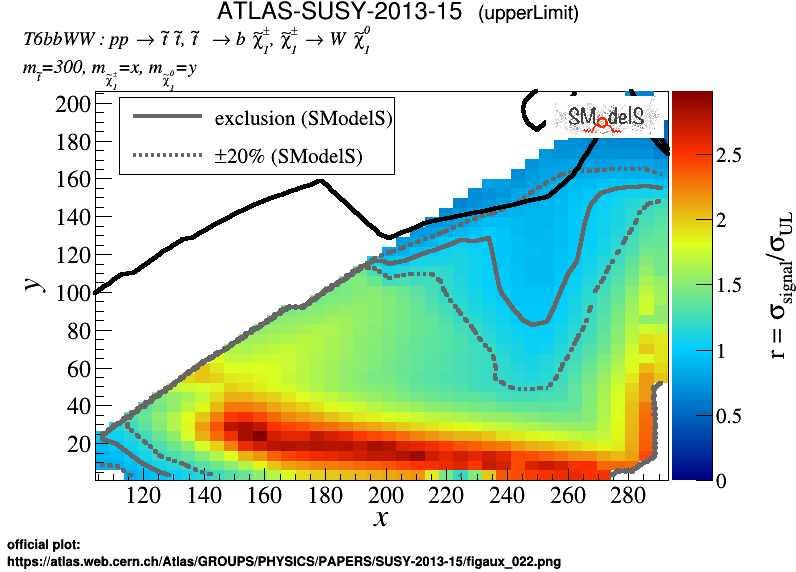 ATLAS-SUSY-2013-15 (upperLimit)
T6bbWW : pp → t̃ t̃, t̃ → b χ̃₁±, χ̃₁± → W χ̃₁⁰
m_t̃=300, m_χ̃₁±=x, m_χ̃₁⁰=y
exclusion (SModelS)
±20% (SModelS)
SModelS
200
180
160
140
120
100
80
60
40
20
y
120 140 160 180 200 220 240 260 280
x
2.5
2
1.5
1
0.5
0
r = σ_signal/σ_UL
official plot:
https://atlas.web.cern.ch/Atlas/GROUPS/PHYSICS/PAPERS/SUSY-2013-15/figaux_022.png